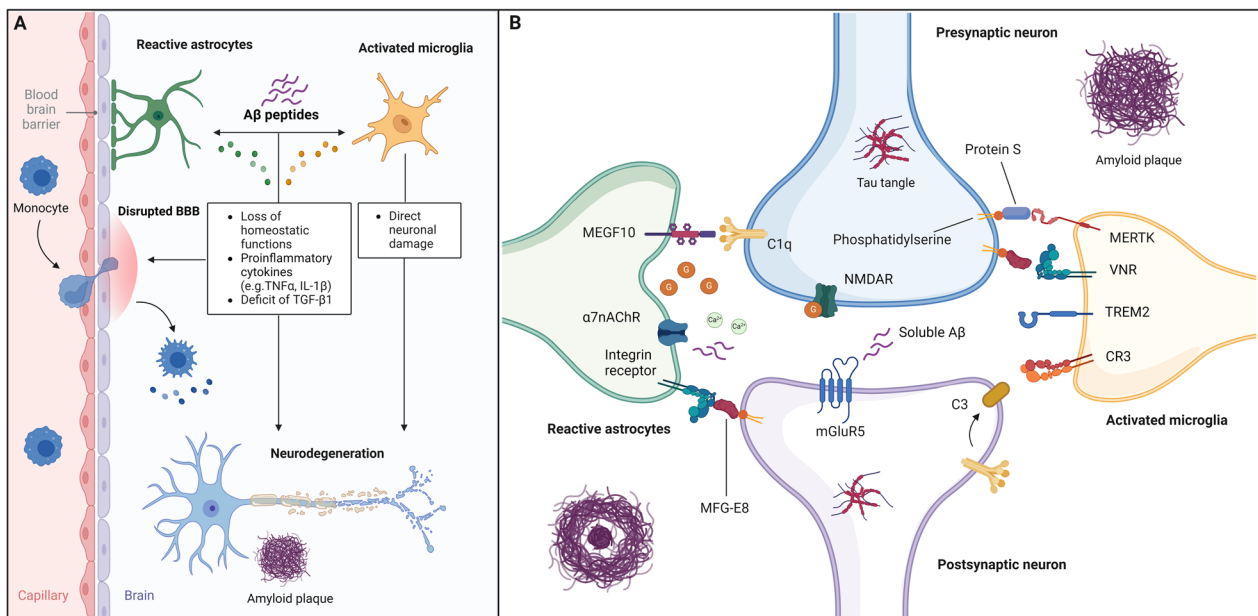 A
Reactive astrocytes
Activated microglia
Blood
brain
barrier
Aβ peptides
Monocyte
Disrupted BBB
• Loss of
homeostatic
functions
• Proinflammatory
cytokines
(e.g.TNFα, IL-1β)
• Deficit of TGF-β1
• Direct
neuronal
damage
Neurodegeneration
Amyloid plaque
Capillary
Brain
B
Presynaptic neuron
Amyloid plaque
Tau tangle
Protein S
MEGF10
C1q
Phosphatidylserine
MERTK
VNR
G
G
G
NMDAR
G
α7nAChR
Ca²⁺
Ca²⁺
TREM2
Soluble Aβ
Integrin
receptor
CR3
C3
Reactive astrocytes
mGluR5
Activated microglia
MFG-E8
Postsynaptic neuron